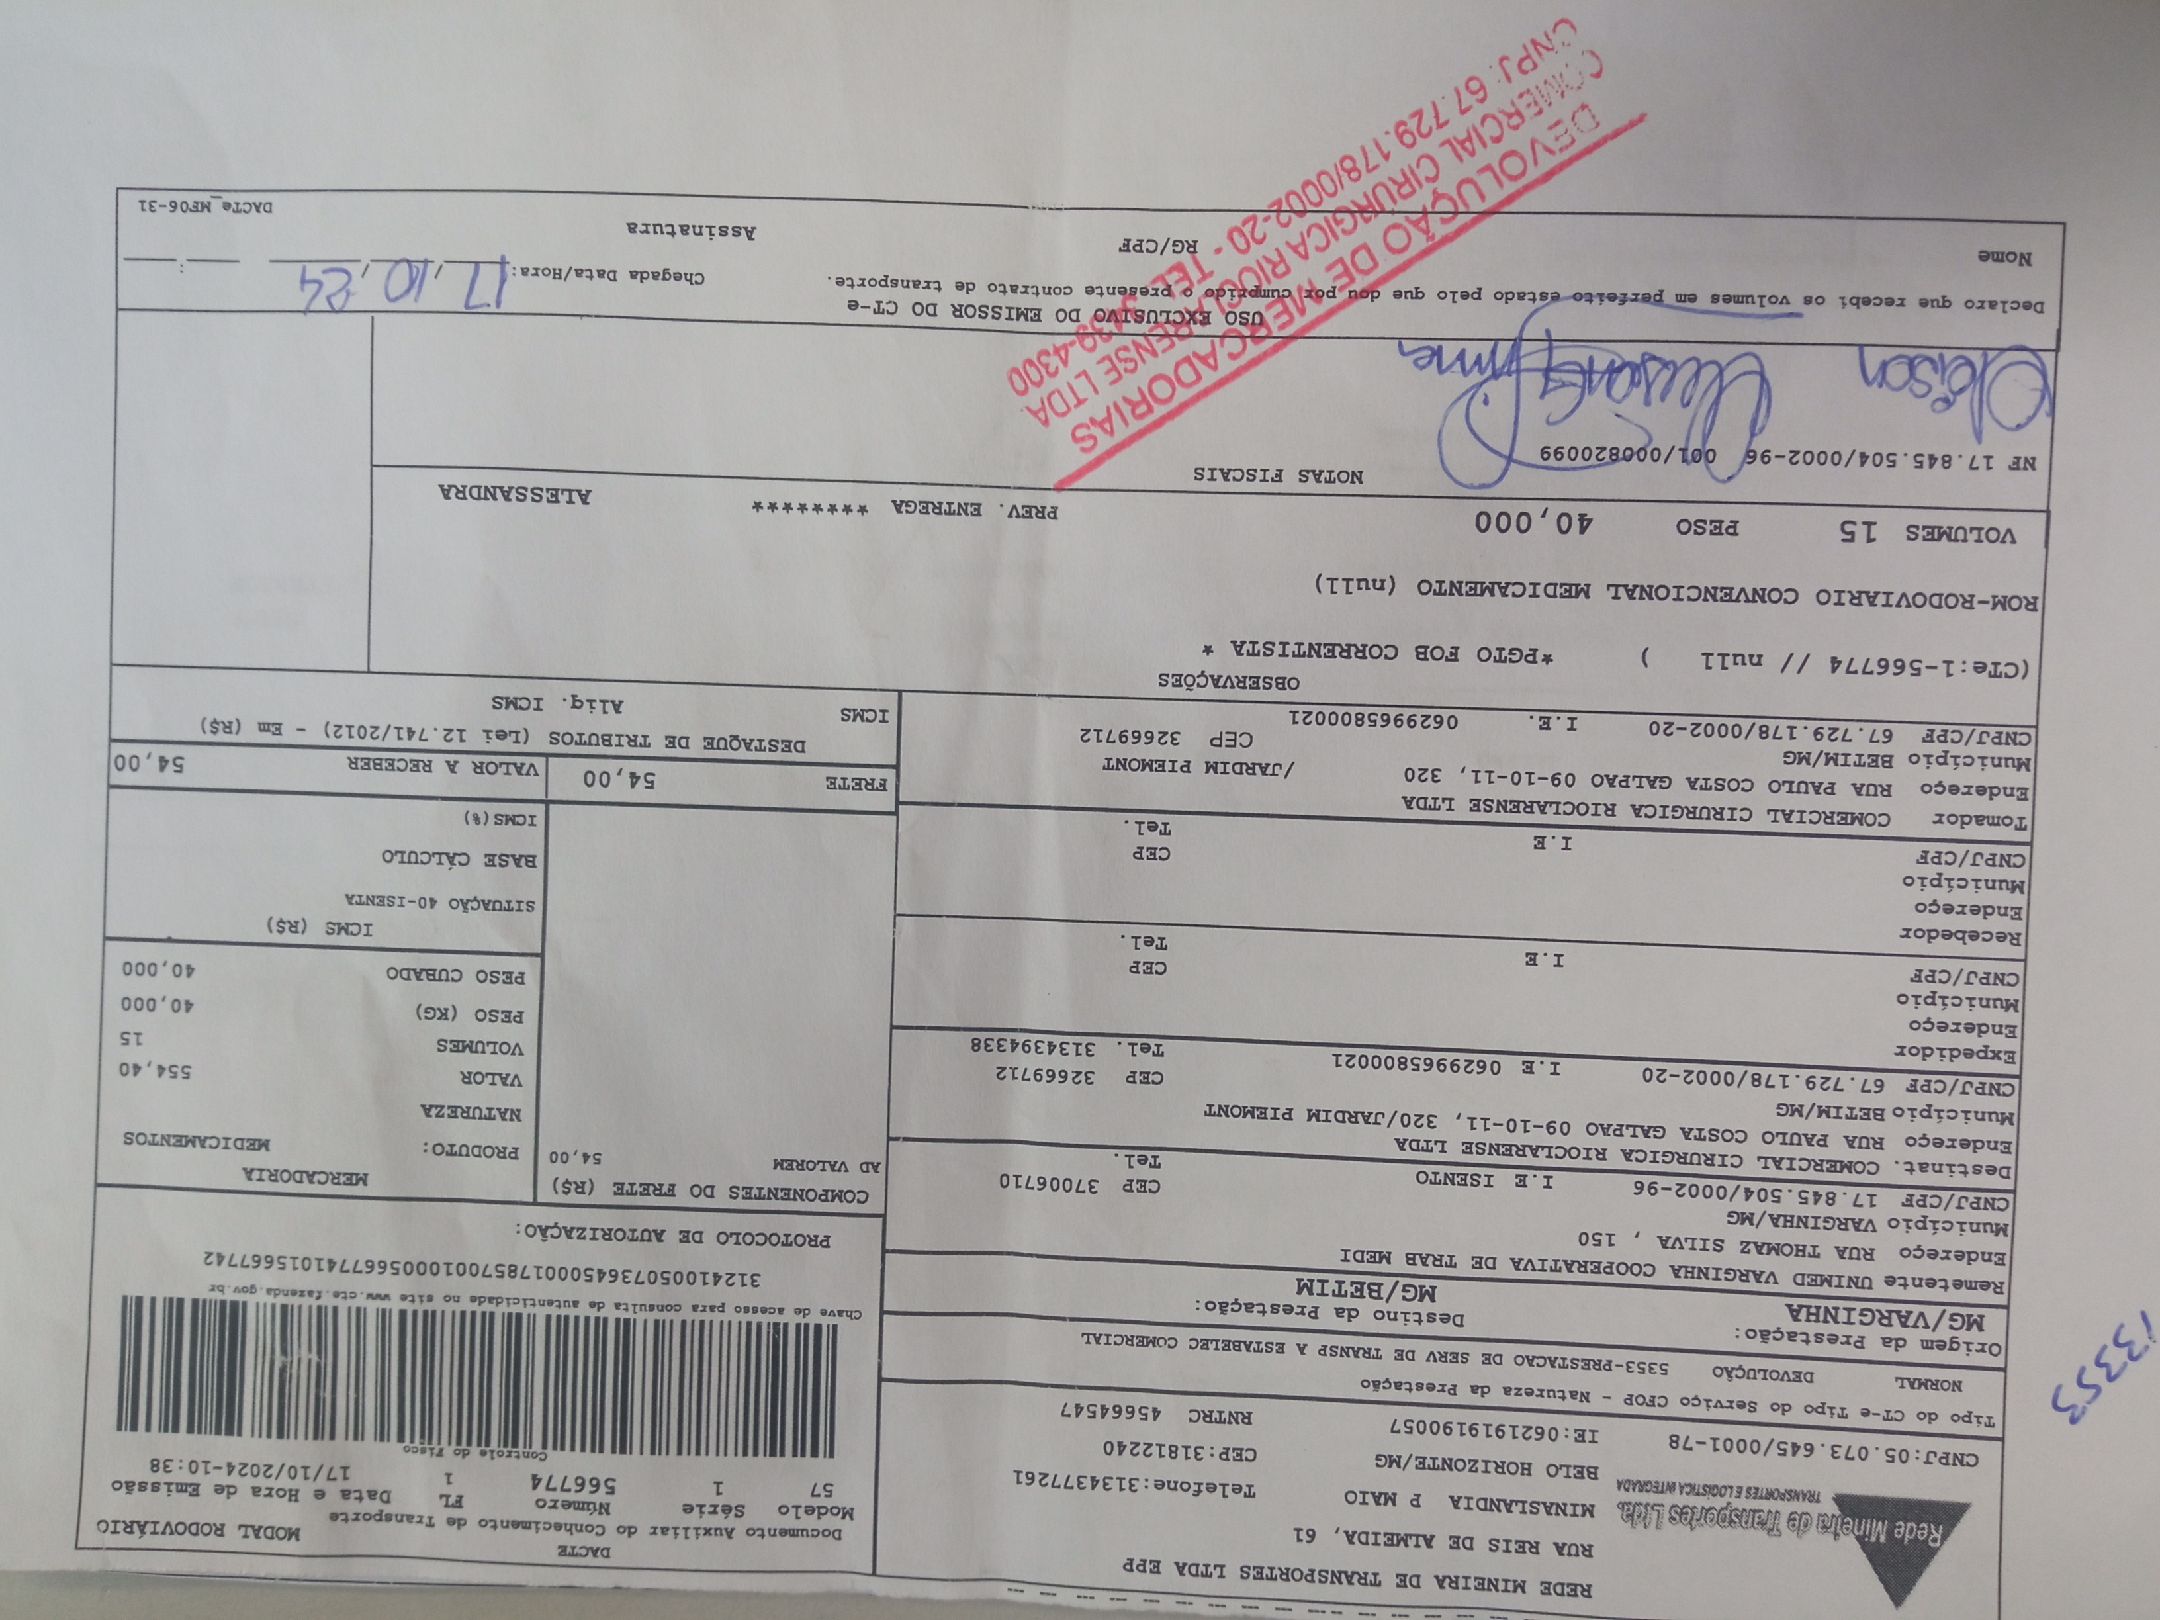 REDE MINEIRA DE TRANSPORTES LTDA EPP
RUA REIS DE ALMEIDA, 61
MINASLANDIA P MAIO Telefone:3134377261
BELO HORIZONTE/MG CEP:31812240
CNPJ:05.073.645/0001-78 IE:0621919190057 RNTRC 45664547
Rede Mineira de Transportes Ltda.
TRANSPORTES E LOGÍSTICA INTEGRADA
DACTE
Documento Auxiliar do Conhecimento de Transporte MODAL RODOVIÁRIO
Modelo Série Número FL Data e Hora de Emissão
57 1 566774 1 17/10/2024-10:38
Controle do Fisco
Chave de acesso para consulta de autenticidade no site www.cte.fazenda.gov.br
31241005073645000178570010005667741015667742
PROTOCOLO DE AUTORIZAÇÃO:
Tipo do CT-e Tipo do Serviço CFOP - Natureza da Prestação
NORMAL DEVOLUÇÃO 5353-PRESTACAO DE SERV DE TRANSP A ESTABELEC COMERCIAL
Origem da Prestação: Destino da Prestação:
MG/VARGINHA MG/BETIM
13353
Remetente UNIMED VARGINHA COOPERATIVA DE TRAB MEDI
Endereço RUA THOMAZ SILVA , 150
Município VARGINHA/MG CEP 37006710
CNPJ/CPF 17.845.504/0002-96 I.E ISENTO Tel.
Destinat. COMERCIAL CIRURGICA RIOCLARENSE LTDA
Endereço RUA PAULO COSTA GALPAO 09-10-11, 320/JARDIM PIEMONT
Município BETIM/MG CEP 32669712
CNPJ/CPF 67.729.178/0002-20 I.E 0629965800021 Tel. 3134394338
Expedidor
Endereço
Município CEP
CNPJ/CPF I.E Tel.
Recebedor
Endereço
Município CEP
CNPJ/CPF I.E Tel.
Tomador COMERCIAL CIRURGICA RIOCLARENSE LTDA
Endereço RUA PAULO COSTA GALPAO 09-10-11, 320 /JARDIM PIEMONT
Município BETIM/MG CEP 32669712
CNPJ/CPF 67.729.178/0002-20 I.E. 0629965800021
COMPONENTES DO FRETE (R$)
AD VALOREM 54,00
MERCADORIA
PRODUTO: MEDICAMENTOS
NATUREZA
VALOR 554,40
VOLUMES 15
PESO (KG) 40,000
PESO CUBADO 40,000
ICMS (R$)
SITUAÇÃO 40-ISENTA
BASE CÁLCULO
ICMS(%)
FRETE 54,00 VALOR A RECEBER 54,00
DESTAQUE DE TRIBUTOS (Lei 12.741/2012) - Em (R$)
ICMS Aliq. ICMS
OBSERVAÇÕES
(CTe:1-566774 // null ) *PGTO FOB CORRENTISTA *
ROM-RODOVIARIO CONVENCIONAL MEDICAMENTO (null)
VOLUMES 15 PESO 40,000 PREV. ENTREGA ******** ALESSANDRA
NOTAS FISCAIS
NF 17.845.504/0002-96 001/000820099
USO EXCLUSIVO DO EMISSOR DO CT-e
Declaro que recebi os volumes em perfeito estado pelo que dou por cumprido o presente contrato de transporte.
Chegada Data/Hora: 17/10/24 :
Nome RG/CPF Assinatura
DACTe_MF06-31
DEVOLUÇÃO DE MERCADORIAS
COMERCIAL CIRÚRGICA RIOCLARENSE LTDA.
CNPJ: 67.729.178/0002-20 - TEL. 3439-4300